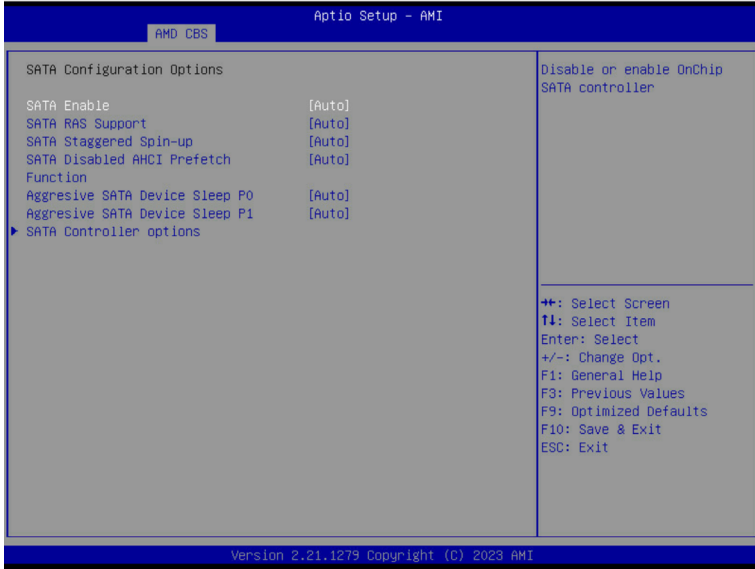 Aptio Setup - AMI
AMD CBS
SATA Configuration Options
SATA Enable [Auto]
SATA RAS Support [Auto]
SATA Staggered Spin-up [Auto]
SATA Disabled AHCI Prefetch [Auto]
Function
Aggresive SATA Device Sleep P0 [Auto]
Aggresive SATA Device Sleep P1 [Auto]
SATA Controller options
Disable or enable OnChip
SATA controller
→←: Select Screen
↑↓: Select Item
Enter: Select
+/-: Change Opt.
F1: General Help
F3: Previous Values
F9: Optimized Defaults
F10: Save & Exit
ESC: Exit
Version 2.21.1279 Copyright (C) 2023 AMI